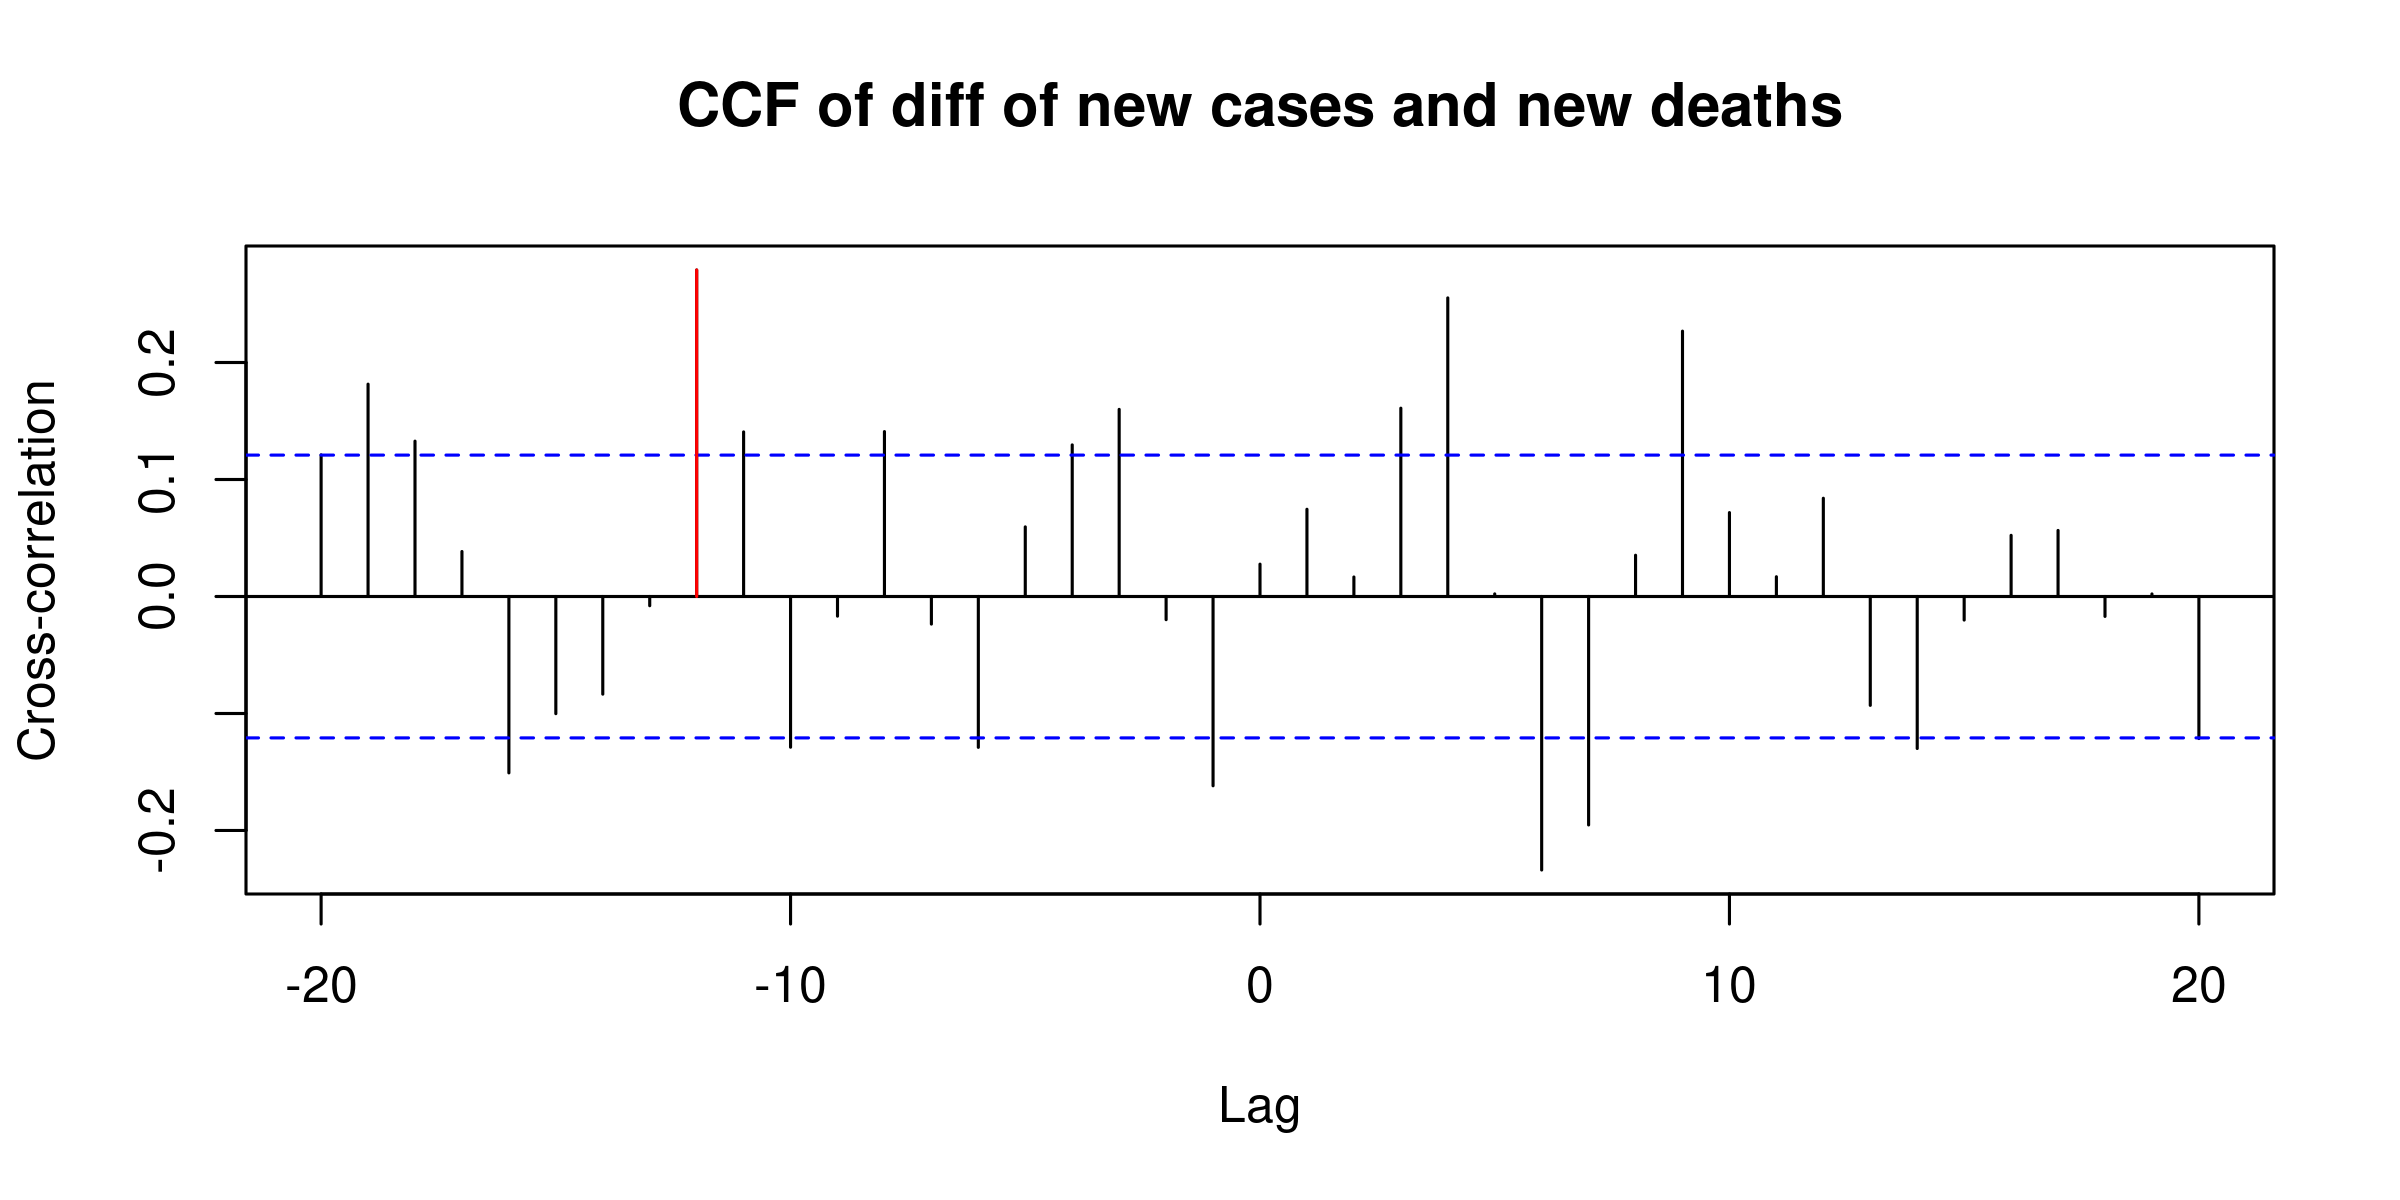 CCF of diff of new cases and new deaths
Cross-correlation
0.2
0.1
0.0
-0.2
-20 -10 0 10 20
Lag